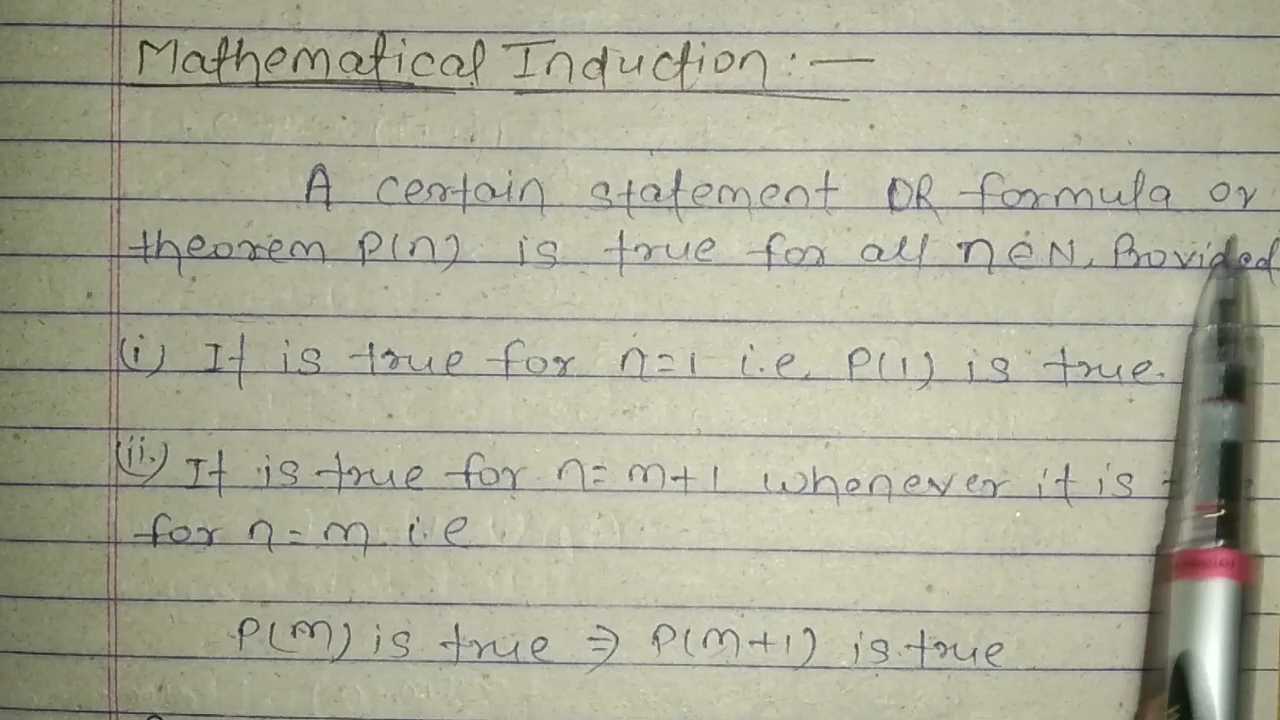 Mathematical Induction:—
A certain statement OR formula or
theorem P(n) is true for all n∈N, Provided
(i) It is true for n=1 i.e. P(1) is true.
(ii.) It is true for n=m+1 whenever it is
for n=m i.e
P(m) is true ⇒ P(m+1) is true